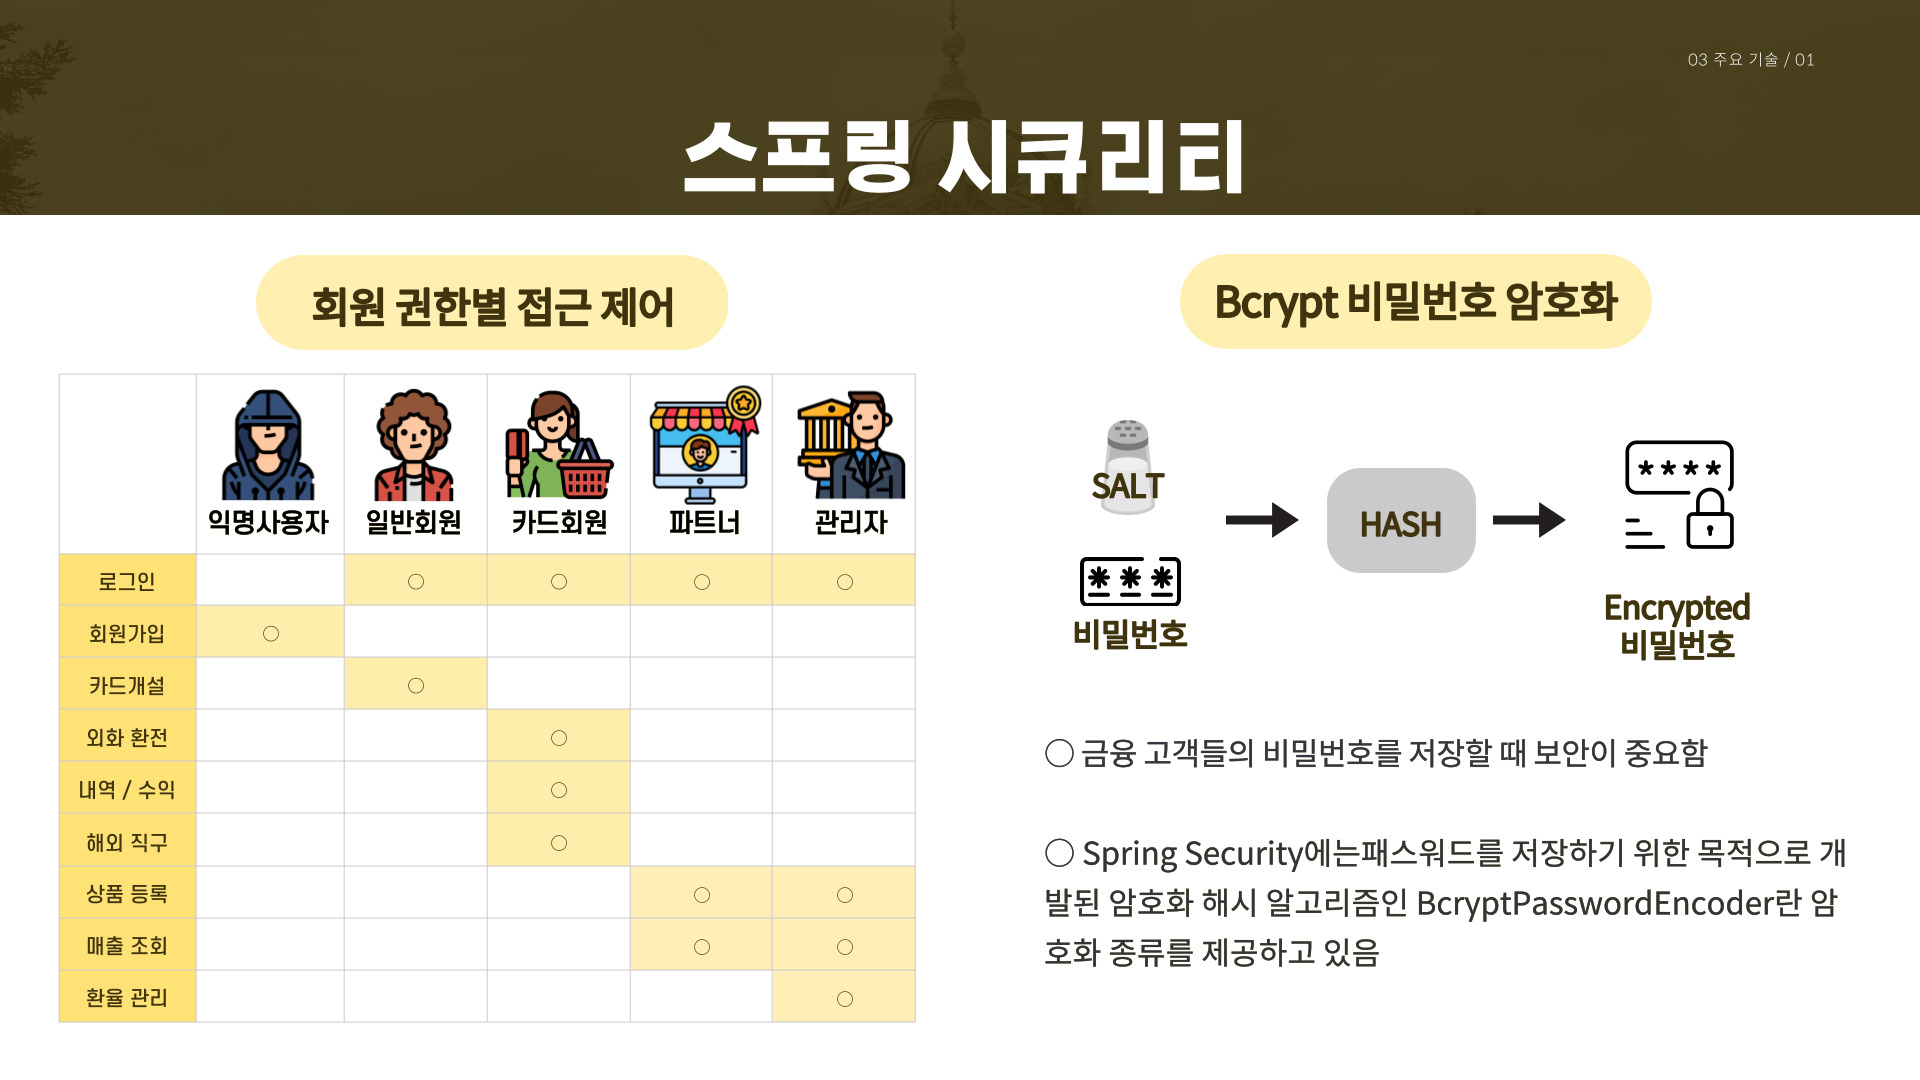 03 주요 기술 / 01
스프링 시큐리티
회원 권한별 접근 제어
익명사용자 일반회원 카드회원 파트너 관리자
로그인 ○ ○ ○ ○
회원가입 ○
카드개설 ○
외화 환전 ○
내역 / 수익 ○
해외 직구 ○
상품 등록 ○ ○
매출 조회 ○ ○
환율 관리 ○
Bcrypt 비밀번호 암호화
SALT
***
비밀번호
HASH
****
Encrypted
비밀번호
○ 금융 고객들의 비밀번호를 저장할 때 보안이 중요함
○ Spring Security에는패스워드를 저장하기 위한 목적으로 개
발된 암호화 해시 알고리즘인 BcryptPasswordEncoder란 암
호화 종류를 제공하고 있음